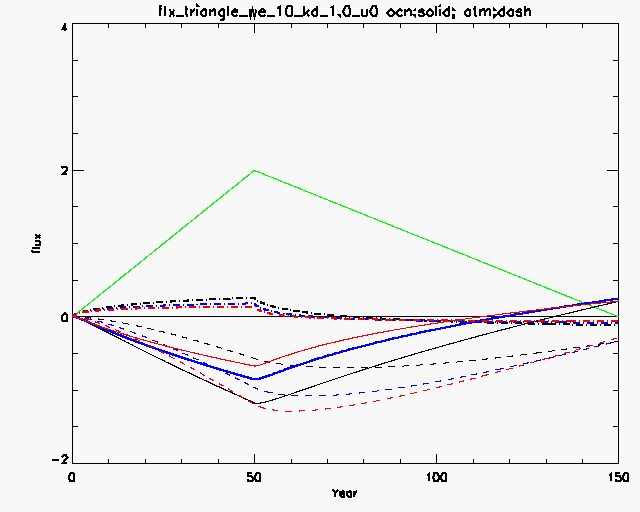 flx_triangle_we_10_kd_1.0_u0 ocn:solid; atm:dash
4
2
0
-2
flux
0 50 100 150
Year